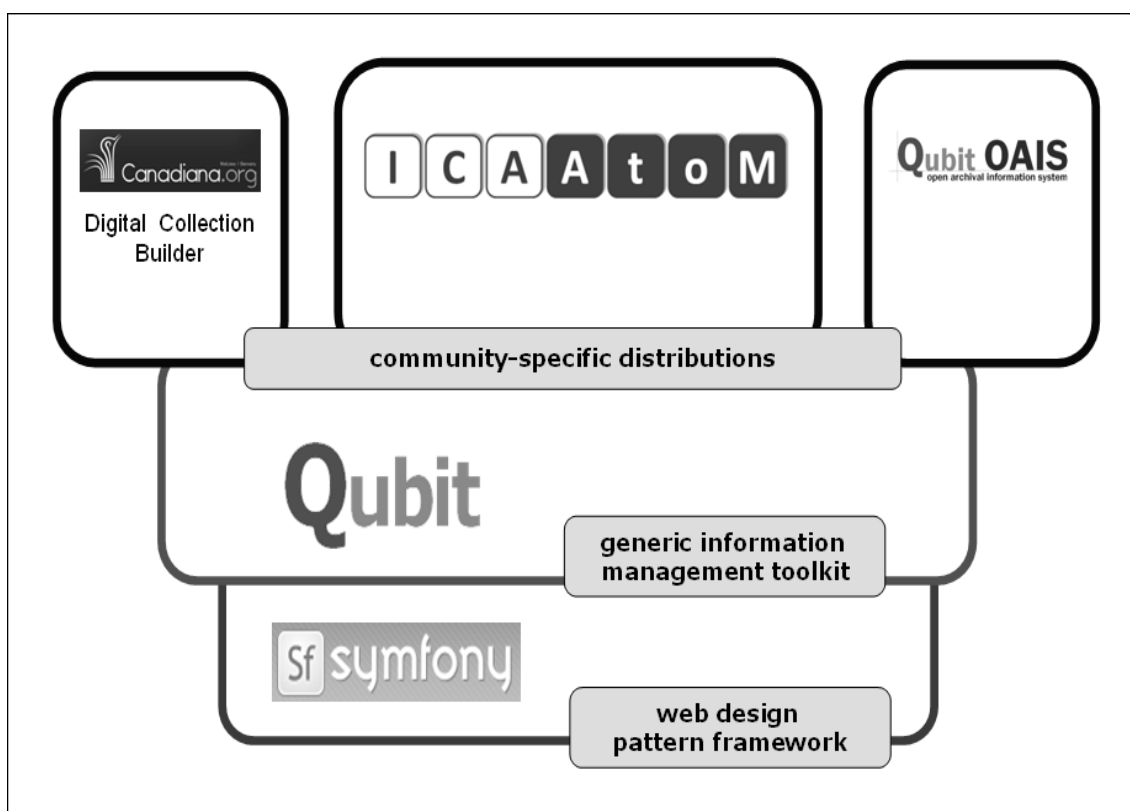 Canadiana.org
Digital Collection
Builder
ICAAtoM
Qubit OAIS
open archival information system
community-specific distributions
Qubit
generic information
management toolkit
Sf symfony
web design
pattern framework